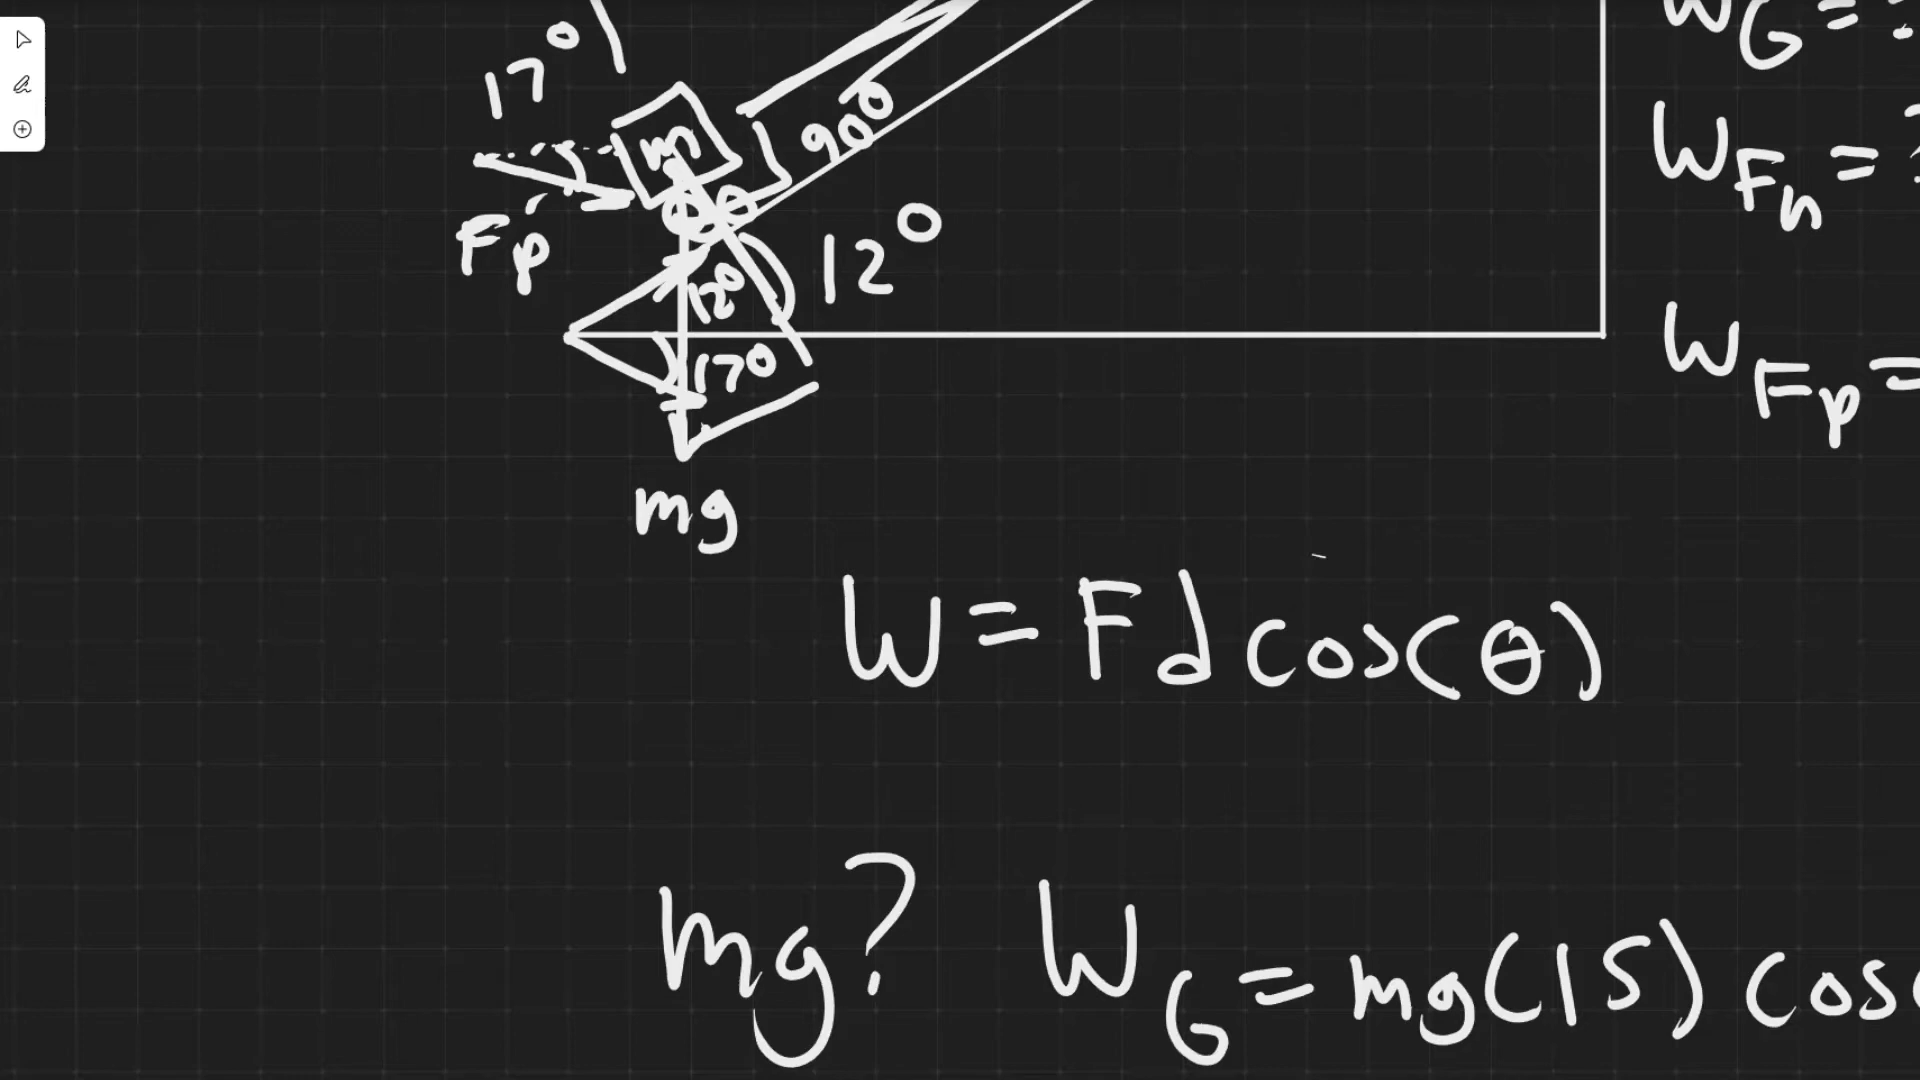 17°
m
90°
Fp
12°
12°
17°
mg
W_G = ?
W_Fn = ?
W_Fp =
W = Fd cos(θ)
mg? W_G = mg(15) cos(